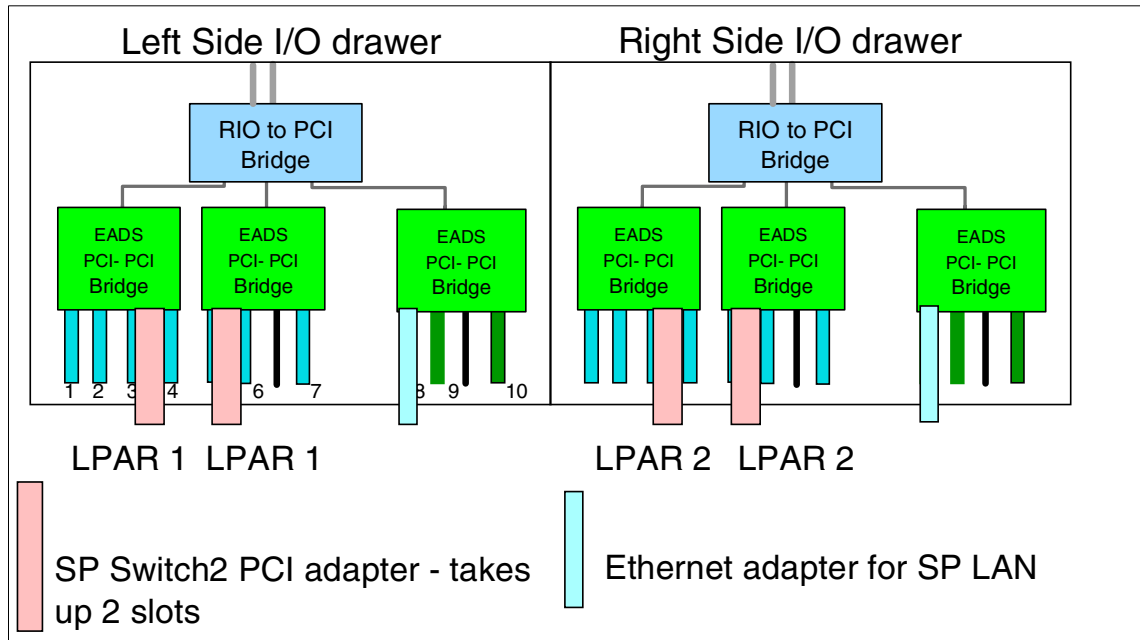 Left Side I/O drawer
Right Side I/O drawer
RIO to PCI
Bridge
RIO to PCI
Bridge
EADS
PCI- PCI
Bridge
EADS
PCI- PCI
Bridge
EADS
PCI- PCI
Bridge
EADS
PCI- PCI
Bridge
EADS
PCI- PCI
Bridge
EADS
PCI- PCI
Bridge
1 2 3 4 6 7 8 9 10
LPAR 1 LPAR 1
LPAR 2 LPAR 2
SP Switch2 PCI adapter - takes
up 2 slots
Ethernet adapter for SP LAN